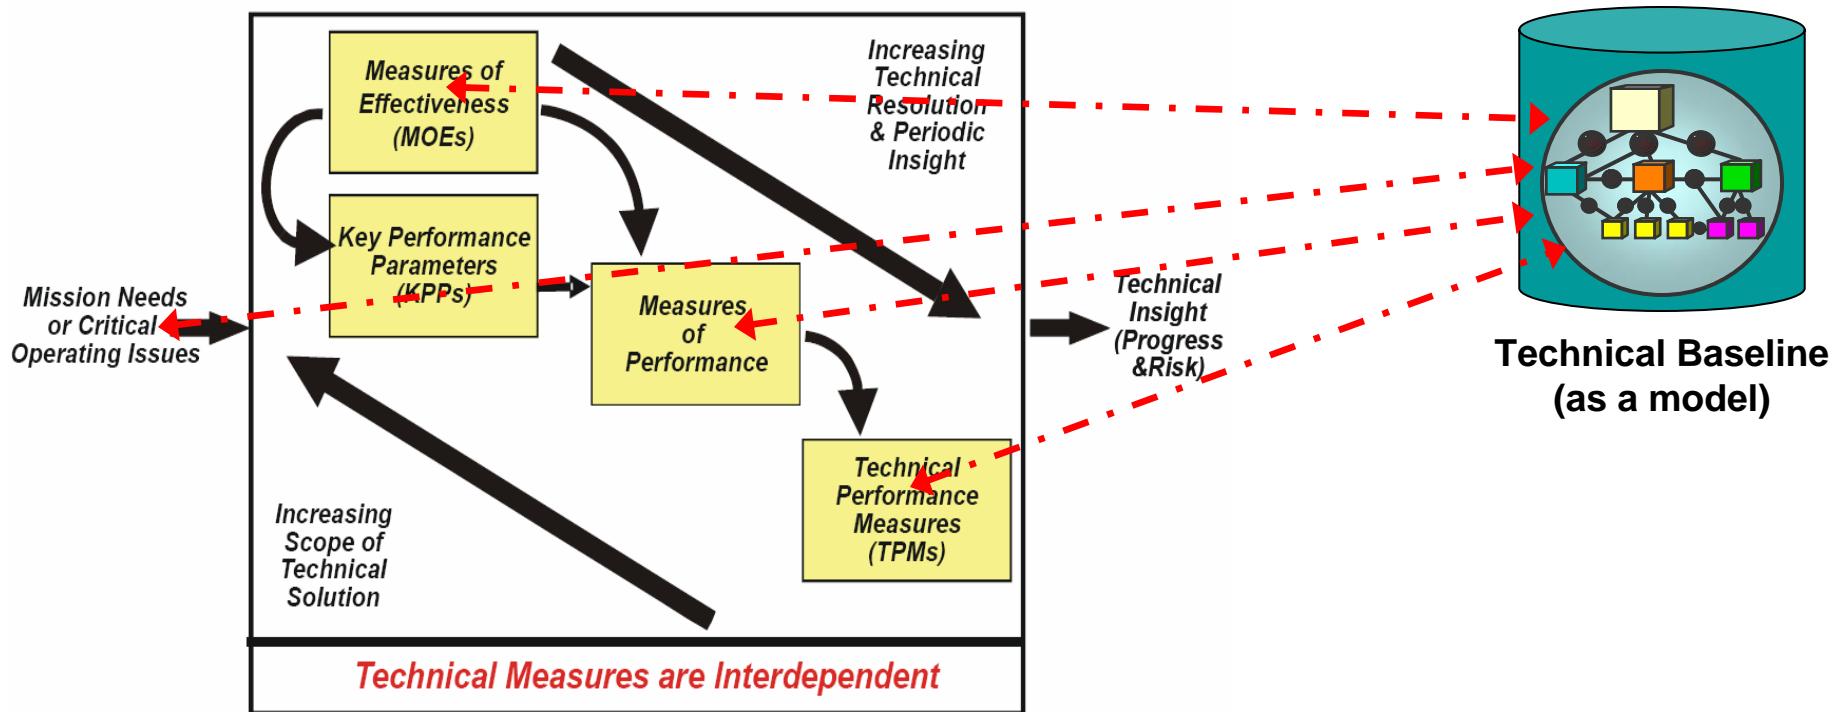 Measures of
Effectiveness
(MOEs)
Increasing
Technical
Resolution
& Periodic
Insight
Key Performance
Parameters
(KPPs)
Mission Needs
or Critical
Operating Issues
Measures
of
Performance
Technical
Insight
(Progress
&Risk)
Technical Baseline
(as a model)
Technical
Performance
Measures
(TPMs)
Increasing
Scope of
Technical
Solution
Technical Measures are Interdependent